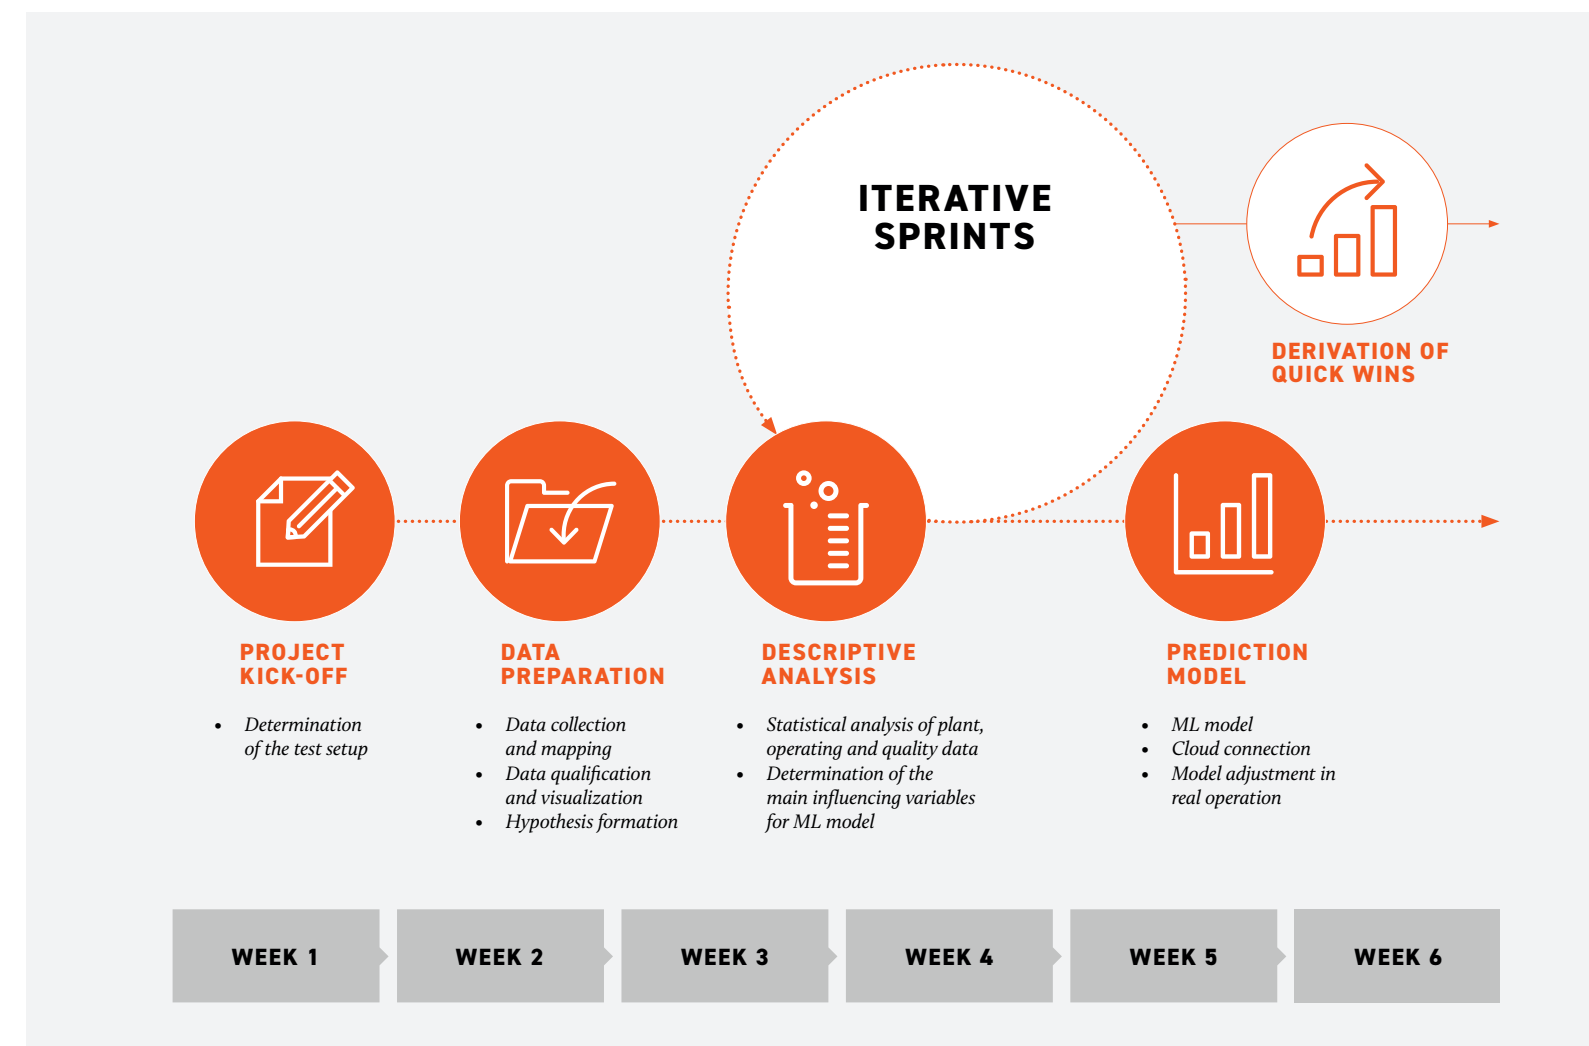 ITERATIVE
SPRINTS
DERIVATION OF
QUICK WINS
PROJECT
KICK-OFF
• Determination
of the test setup
DATA
PREPARATION
• Data collection
and mapping
• Data qualification
and visualization
• Hypothesis formation
DESCRIPTIVE
ANALYSIS
• Statistical analysis of plant,
operating and quality data
• Determination of the
main influencing variables
for ML model
PREDICTION
MODEL
• ML model
• Cloud connection
• Model adjustment in
real operation
WEEK 1
WEEK 2
WEEK 3
WEEK 4
WEEK 5
WEEK 6